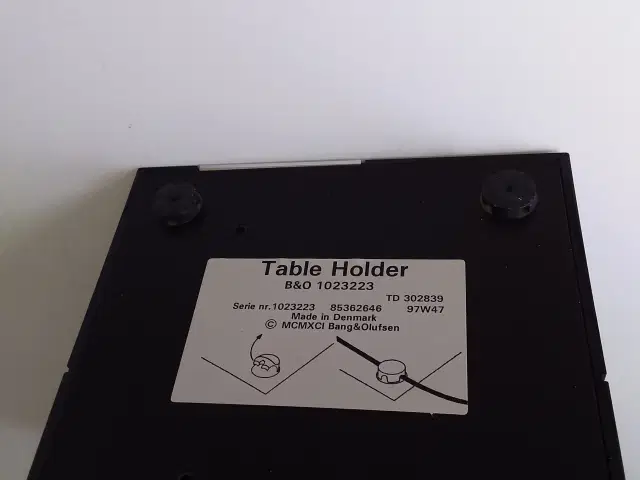 Table Holder
B&O 1023223
TD 302839
Serie nr.1023223 85362646 97W47
Made in Denmark
© MCMXCI Bang&Olufsen